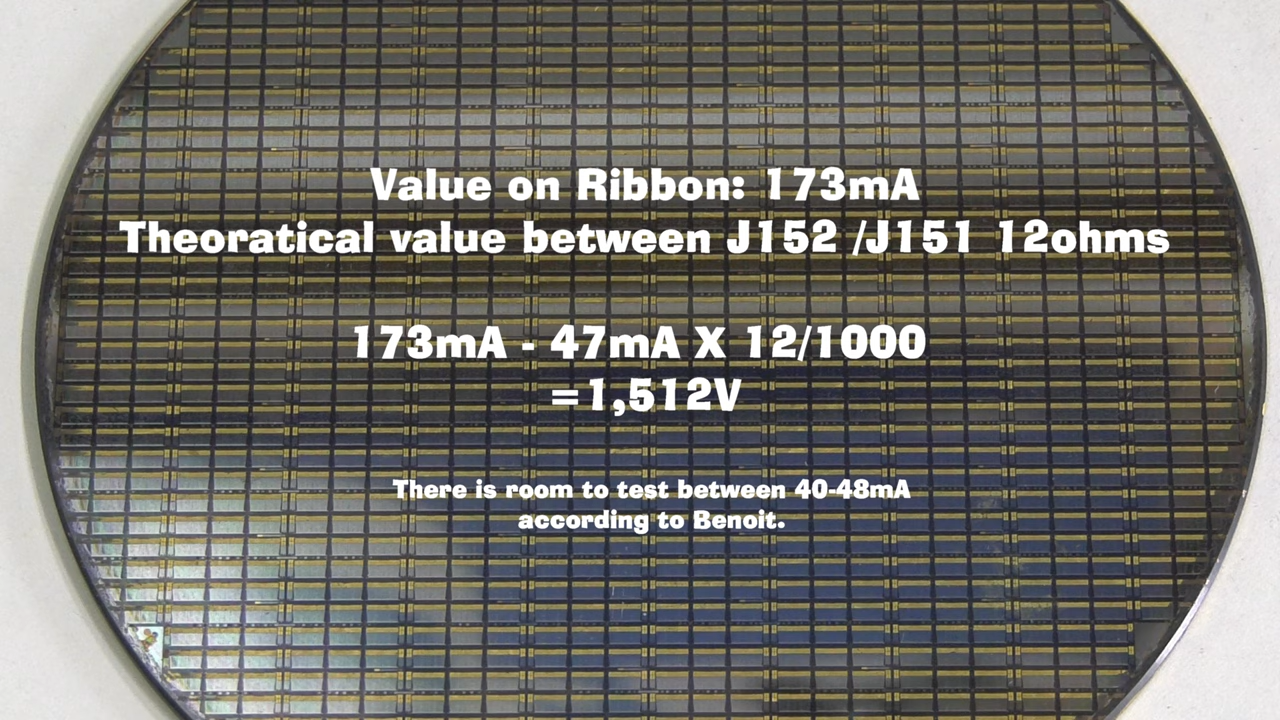 Value on Ribbon: 173mA
Theoratical value between J152 /J151 12ohms
173mA - 47mA X 12/1000
=1,512V
There is room to test between 40-48mA
according to Benoit.